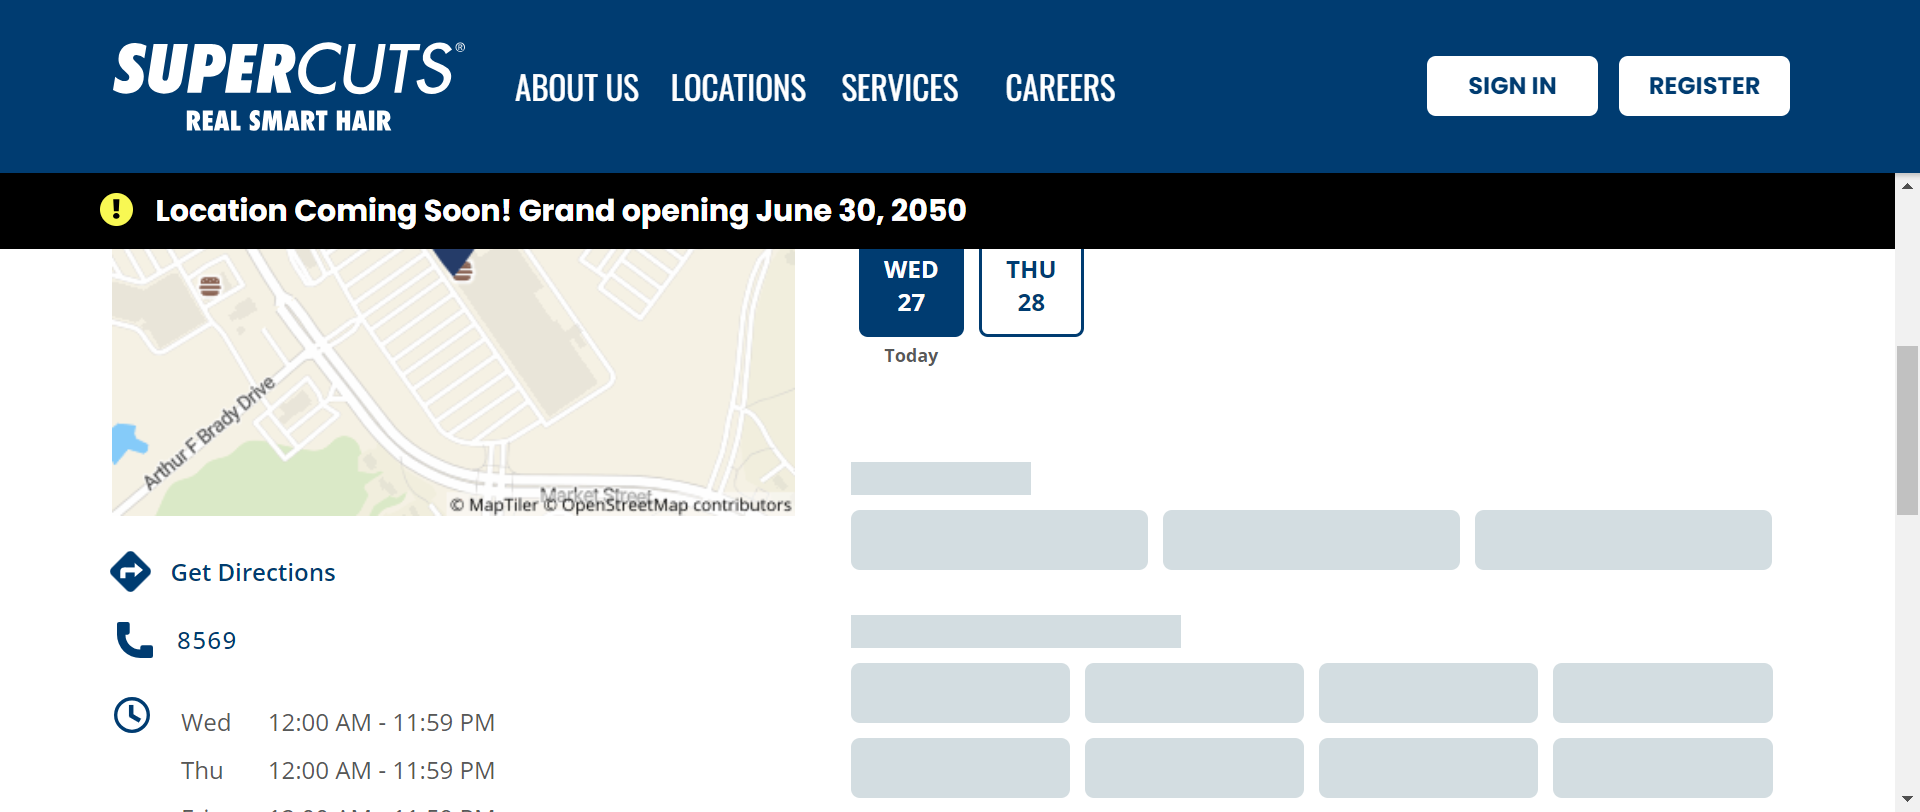 SUPERCUTS®
REAL SMART HAIR
ABOUT US LOCATIONS SERVICES CAREERS
SIGN IN REGISTER
Location Coming Soon! Grand opening June 30, 2050
Arthur F Brady Drive
Market Street
© MapTiler © OpenStreetMap contributors
WED
27
Today
THU
28
Get Directions
8569
Wed 12:00 AM - 11:59 PM
Thu 12:00 AM - 11:59 PM